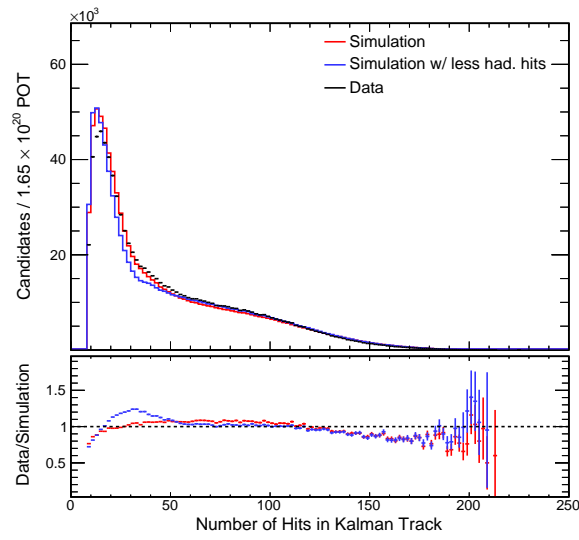 ×10³
60
40
20
Candidates / 1.65 × 10²⁰ POT
Simulation
Simulation w/ less had. hits
Data
1.5
1
0.5
Data/Simulation
0 50 100 150 200 250
Number of Hits in Kalman Track